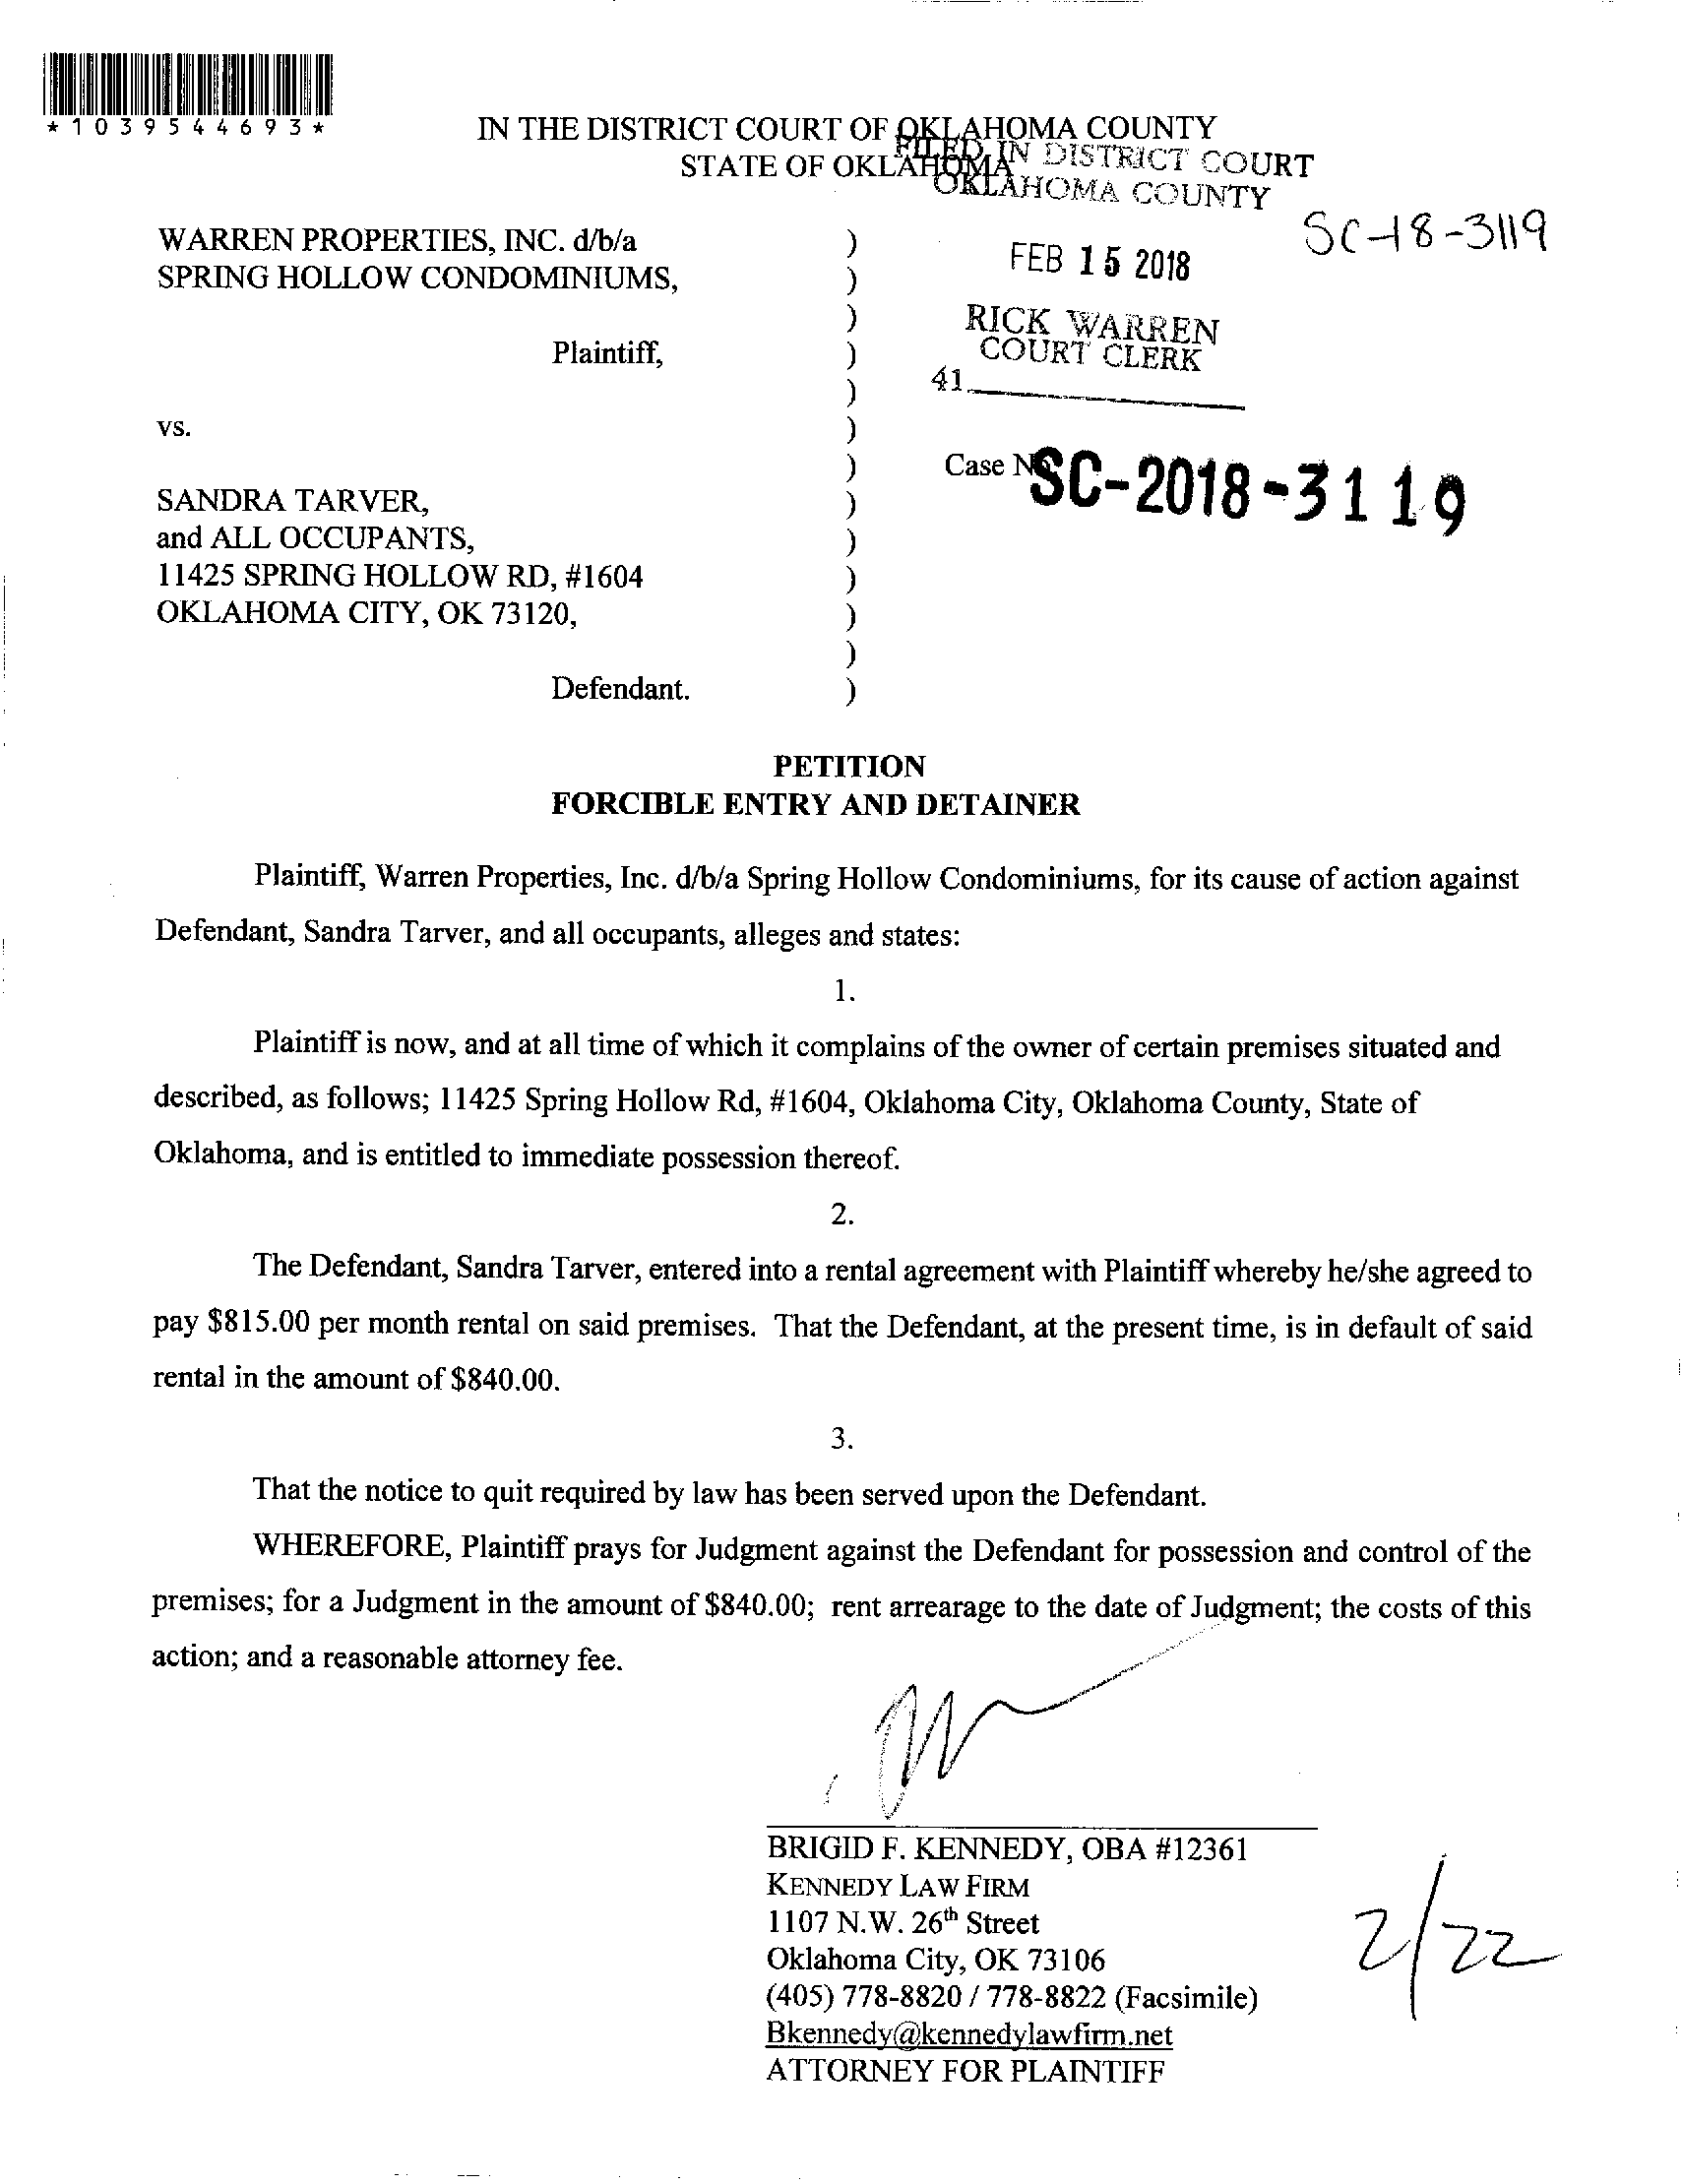 *1039544693*
IN THE DISTRICT COURT OF OKLAHOMA COUNTY
STATE OF OKLAHOMA
FILED IN DISTRICT COURT
OKLAHOMA COUNTY
SC-18-3119
WARREN PROPERTIES, INC. d/b/a )
SPRING HOLLOW CONDOMINIUMS, )
FEB 15 2018
)
Plaintiff, )
RICK WARREN
COURT CLERK
41
)
vs. )
)
Case No SC-2018-3119
SANDRA TARVER, )
and ALL OCCUPANTS, )
11425 SPRING HOLLOW RD, #1604 )
OKLAHOMA CITY, OK 73120, )
)
Defendant. )
PETITION
FORCIBLE ENTRY AND DETAINER
Plaintiff, Warren Properties, Inc. d/b/a Spring Hollow Condominiums, for its cause of action against
Defendant, Sandra Tarver, and all occupants, alleges and states:
1.
Plaintiff is now, and at all time of which it complains of the owner of certain premises situated and
described, as follows; 11425 Spring Hollow Rd, #1604, Oklahoma City, Oklahoma County, State of
Oklahoma, and is entitled to immediate possession thereof.
2.
The Defendant, Sandra Tarver, entered into a rental agreement with Plaintiff whereby he/she agreed to
pay $815.00 per month rental on said premises. That the Defendant, at the present time, is in default of said
rental in the amount of $840.00.
3.
That the notice to quit required by law has been served upon the Defendant.
WHEREFORE, Plaintiff prays for Judgment against the Defendant for possession and control of the
premises; for a Judgment in the amount of $840.00; rent arrearage to the date of Judgment; the costs of this
action; and a reasonable attorney fee.
BRIGID F. KENNEDY, OBA #12361
KENNEDY LAW FIRM
1107 N.W. 26th Street
Oklahoma City, OK 73106
(405) 778-8820 / 778-8822 (Facsimile)
Bkennedy@kennedylawfirm.net
ATTORNEY FOR PLAINTIFF
2/22